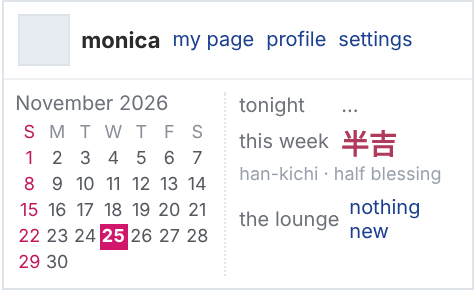 monica my page profile settings
November 2026
S M T W T F S
1 2 3 4 5 6 7
8 9 10 11 12 13 14
15 16 17 18 19 20 21
22 23 24 25 26 27 28
29 30
tonight ...
this week 半吉
han-kichi · half blessing
the lounge nothing new